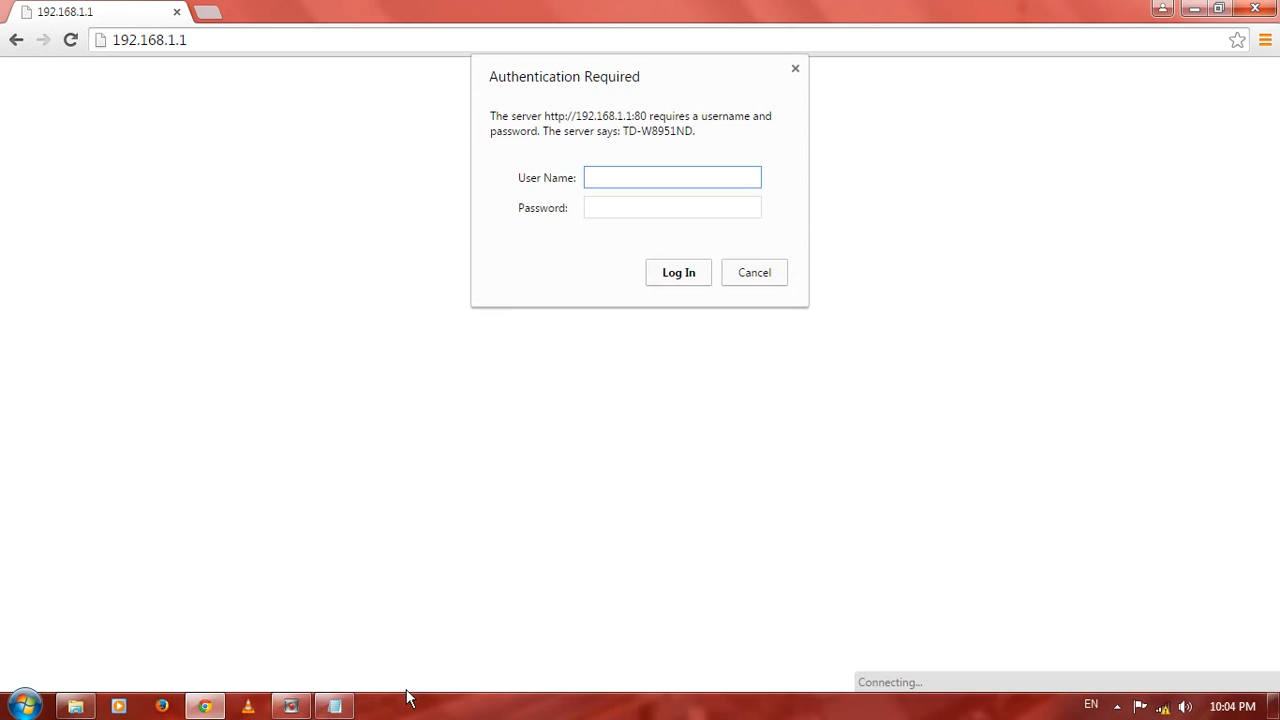 192.168.1.1
192.168.1.1
Authentication Required
The server http://192.168.1.1:80 requires a username and
password. The server says: TD-W8951ND.
User Name:
Password:
Log In Cancel
Connecting...
EN 10:04 PM